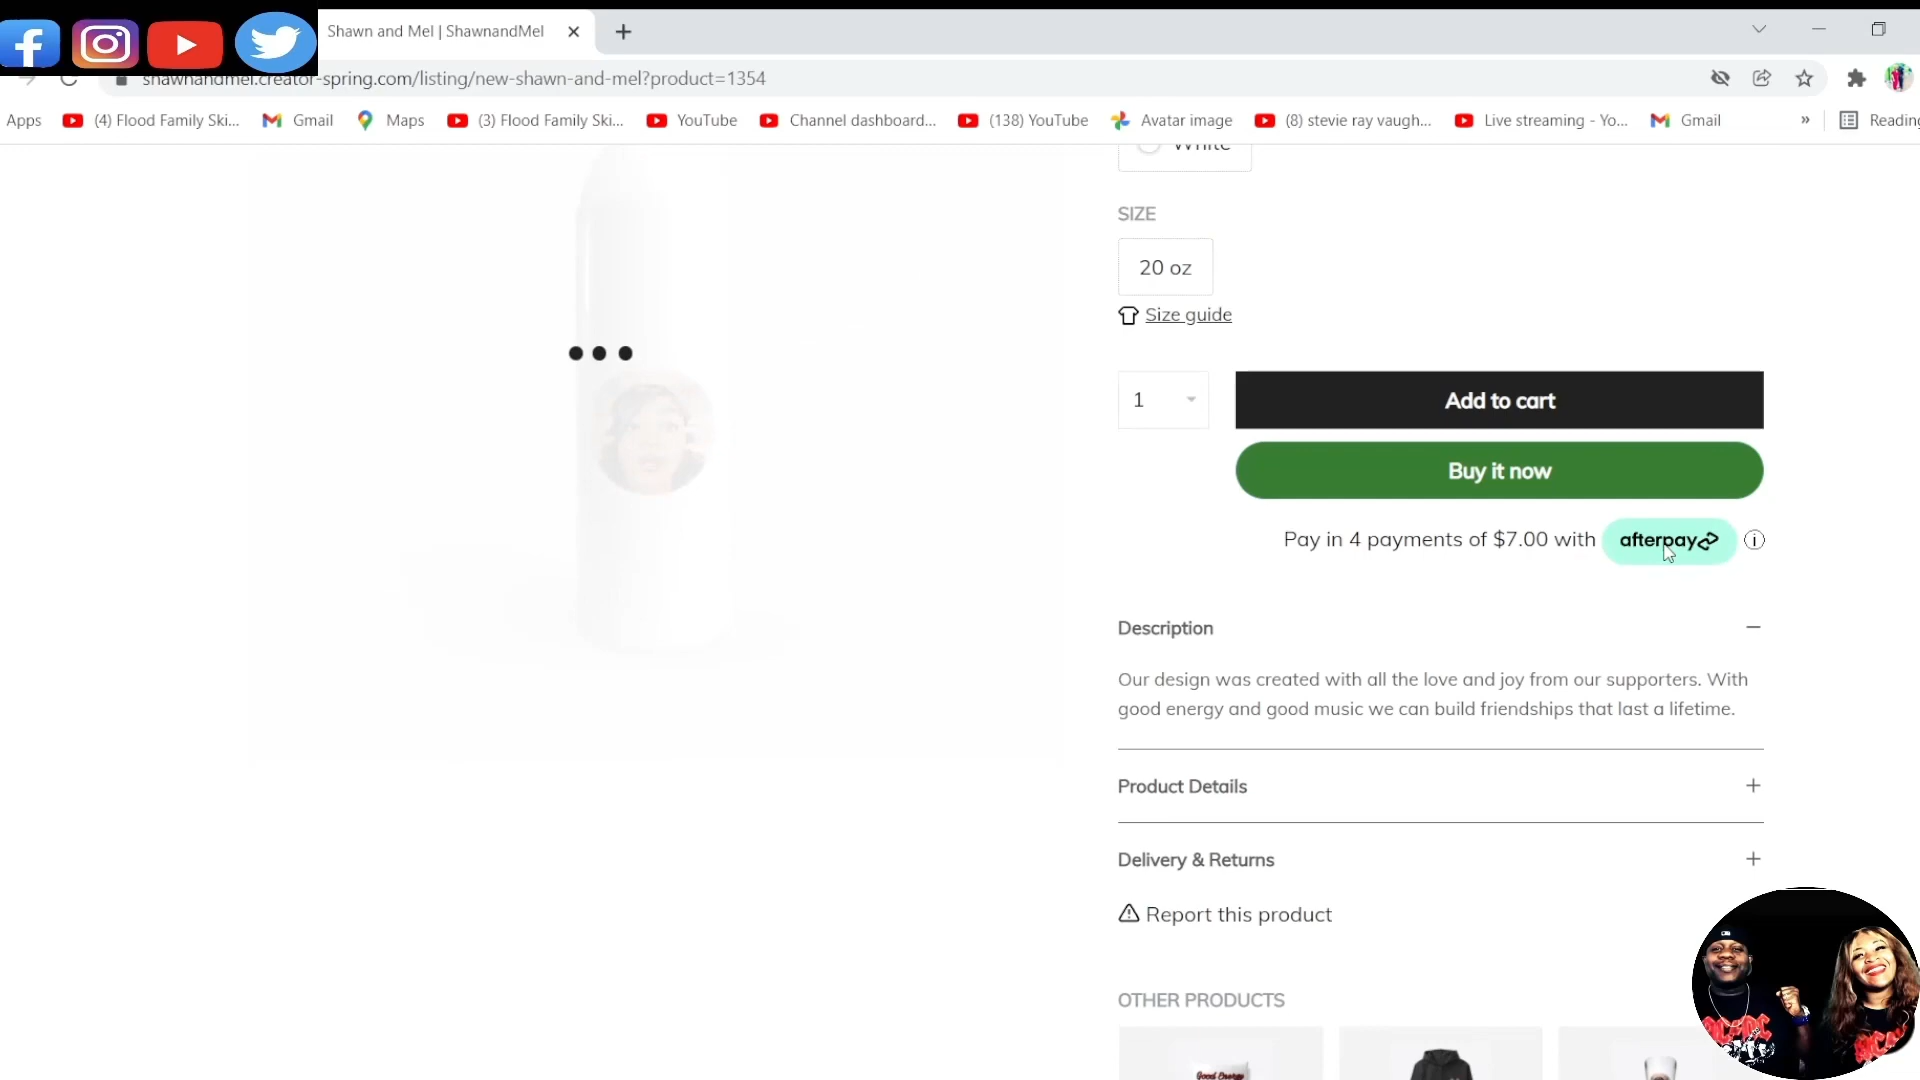 Shawn and Mel | ShawnandMel
shawnandmel.creator-spring.com/listing/new-shawn-and-mel?product=1354
Apps
(4) Flood Family Ski...
Gmail
Maps
(3) Flood Family Ski...
YouTube
Channel dashboard...
(138) YouTube
Avatar image
(8) stevie ray vaugh...
Live streaming - Yo...
Gmail
»
Reading
White
SIZE
20 oz
Size guide
1
Add to cart
Buy it now
Pay in 4 payments of $7.00 with afterpay
Description
Our design was created with all the love and joy from our supporters. With
good energy and good music we can build friendships that last a lifetime.
Product Details
Delivery & Returns
Report this product
OTHER PRODUCTS
Good Energy